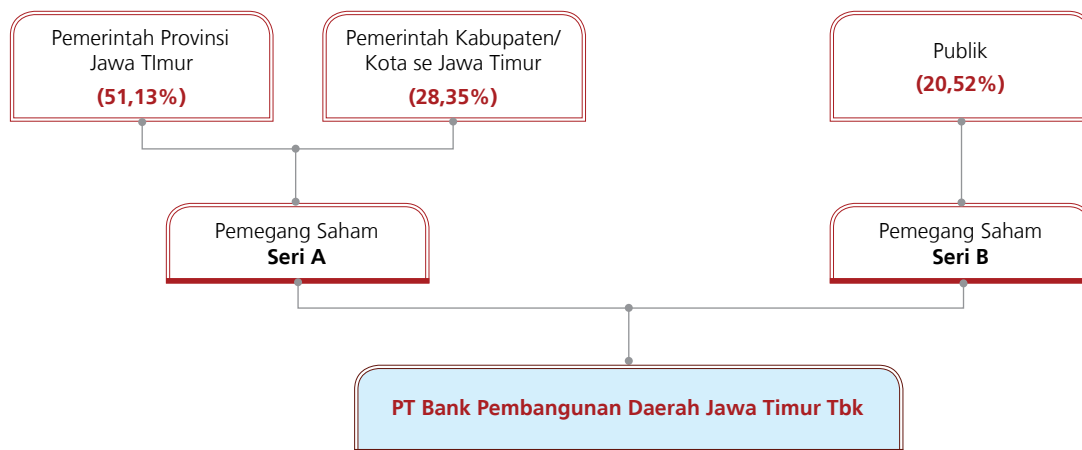 Pemerintah Provinsi
Jawa TImur
(51,13%)
Pemerintah Kabupaten/
Kota se Jawa Timur
(28,35%)
Publik
(20,52%)
Pemegang Saham
Seri A
Pemegang Saham
Seri B
PT Bank Pembangunan Daerah Jawa Timur Tbk